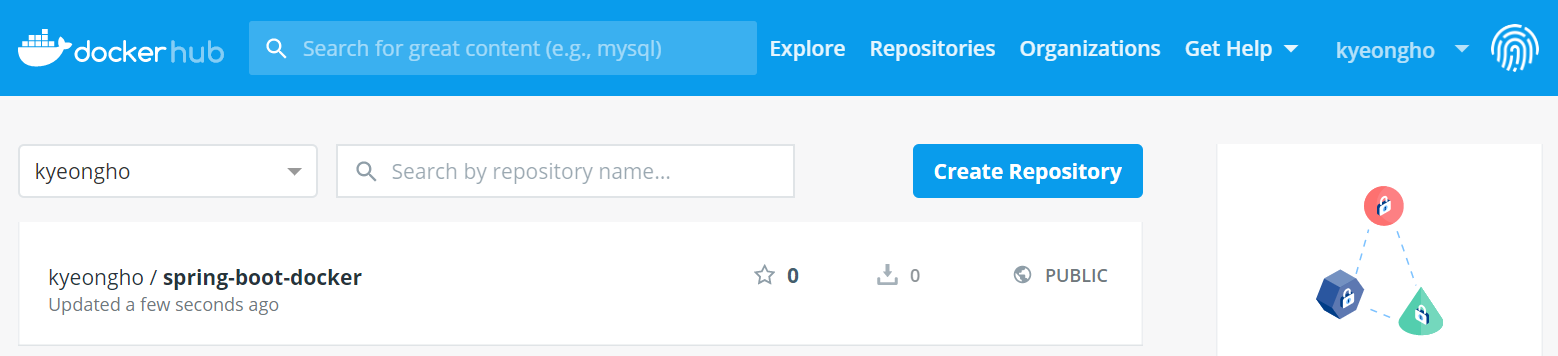 docker hub
Search for great content (e.g., mysql)
Explore
Repositories
Organizations
Get Help
kyeongho
kyeongho
Search by repository name...
Create Repository
kyeongho / spring-boot-docker
0
0
PUBLIC
Updated a few seconds ago